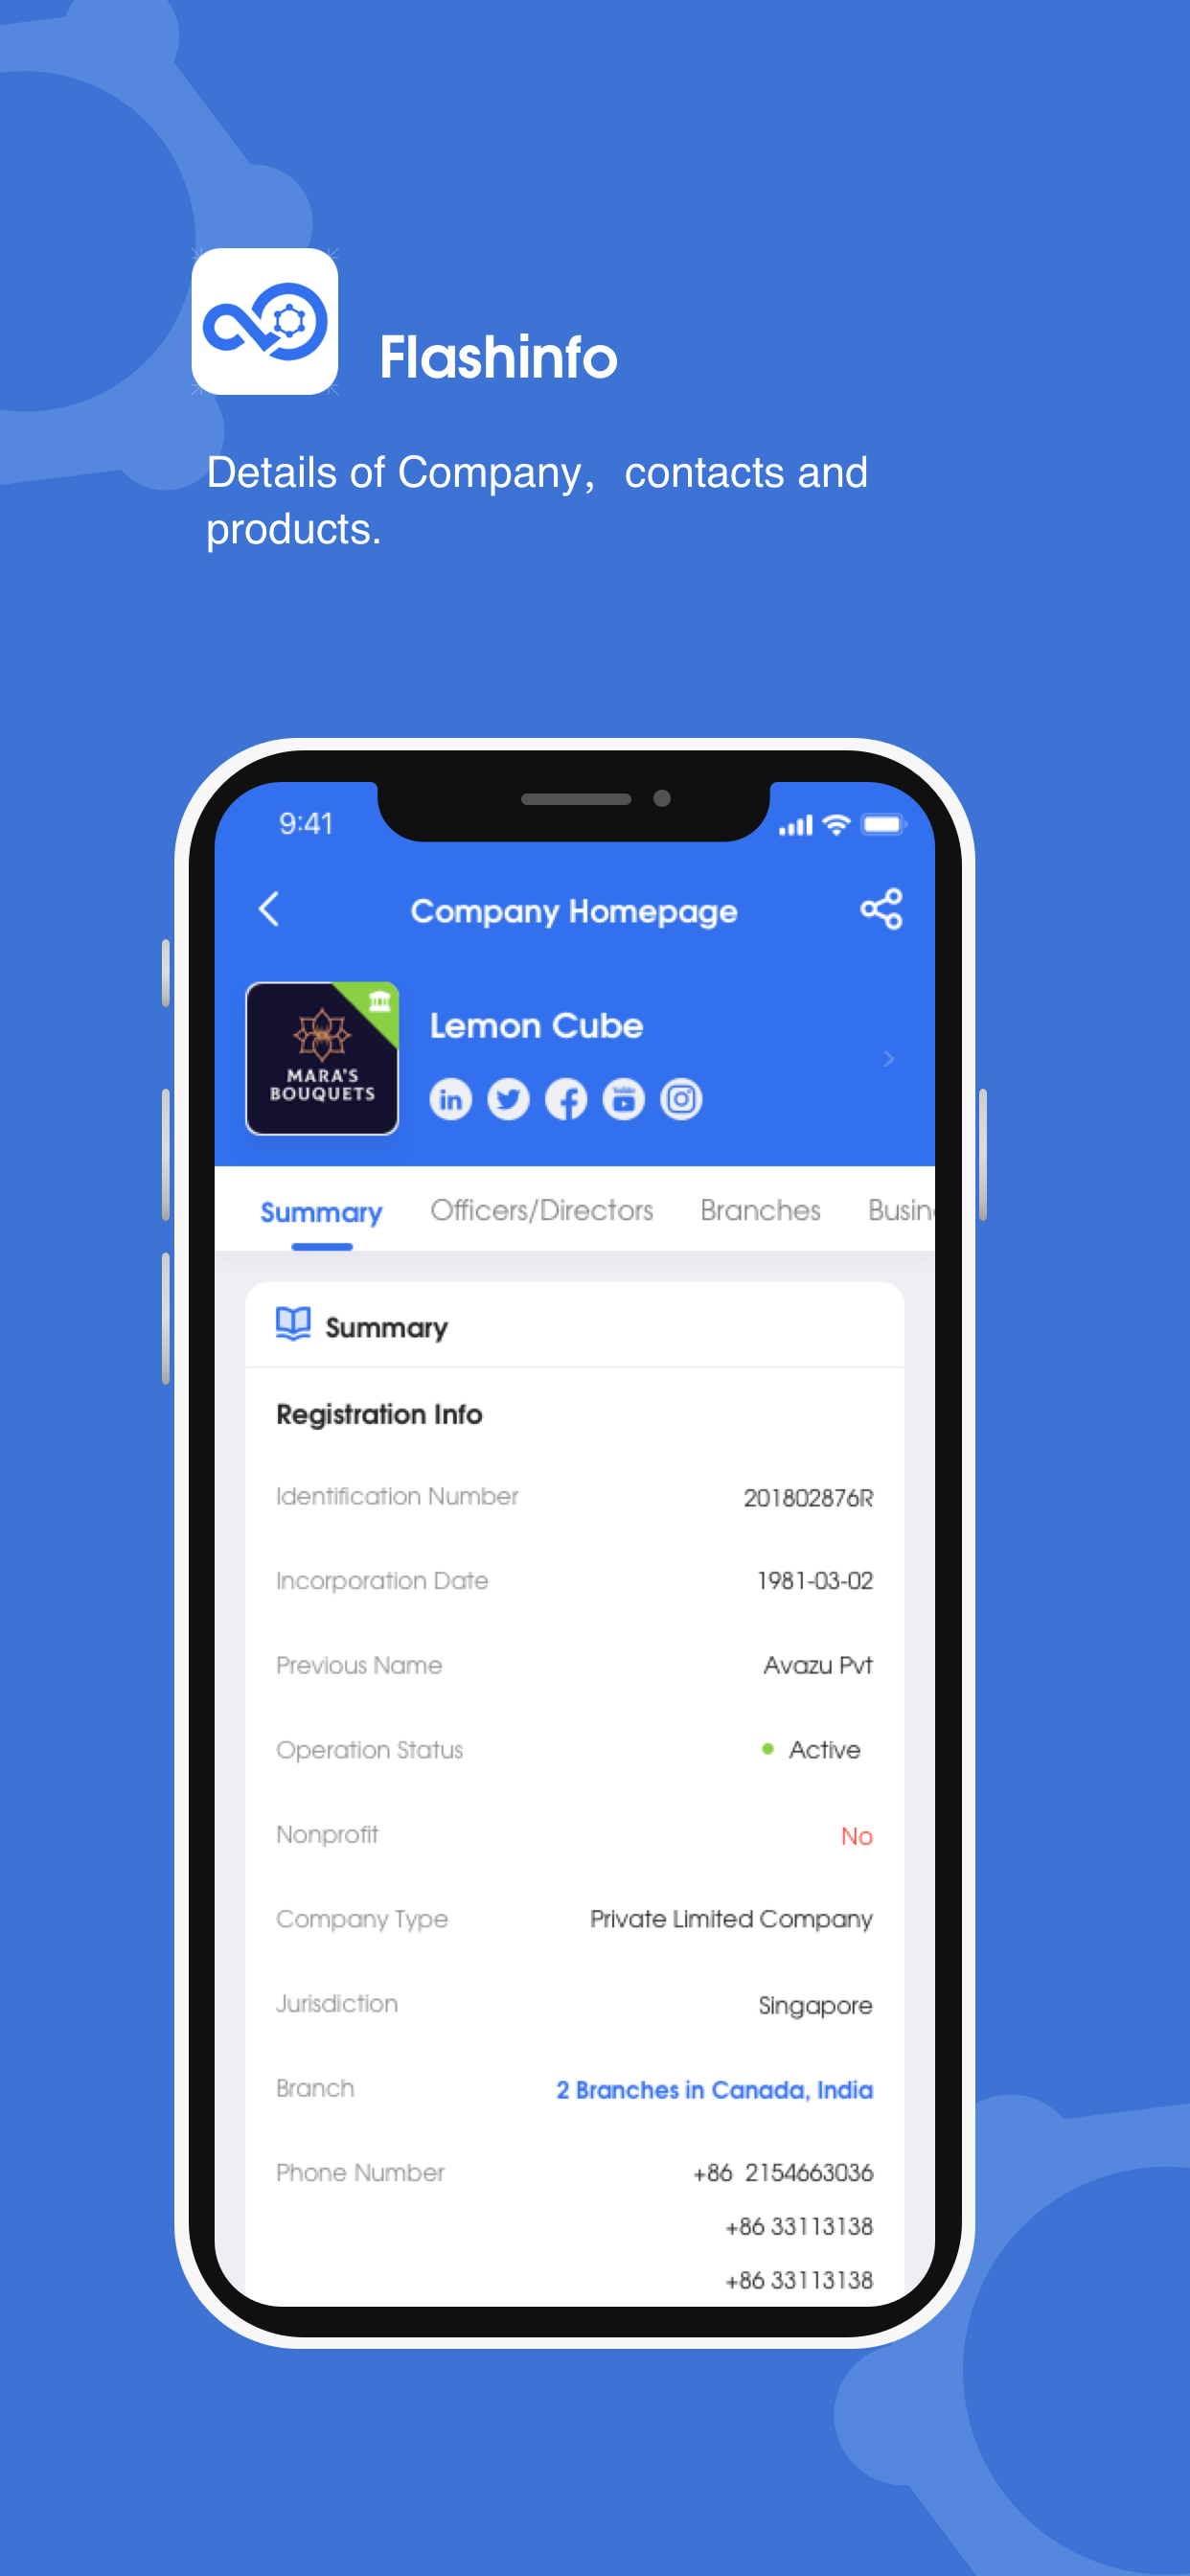 Flashinfo
Details of Company，contacts and
products.
9:41
Company Homepage
MARA'S
BOUQUETS
Lemon Cube
Summary Officers/Directors Branches Busin
Summary
Registration Info
Identification Number 201802876R
Incorporation Date 1981-03-02
Previous Name Avazu Pvt
Operation Status Active
Nonprofit No
Company Type Private Limited Company
Jurisdiction Singapore
Branch 2 Branches in Canada, India
Phone Number +86 2154663036
+86 33113138
+86 33113138